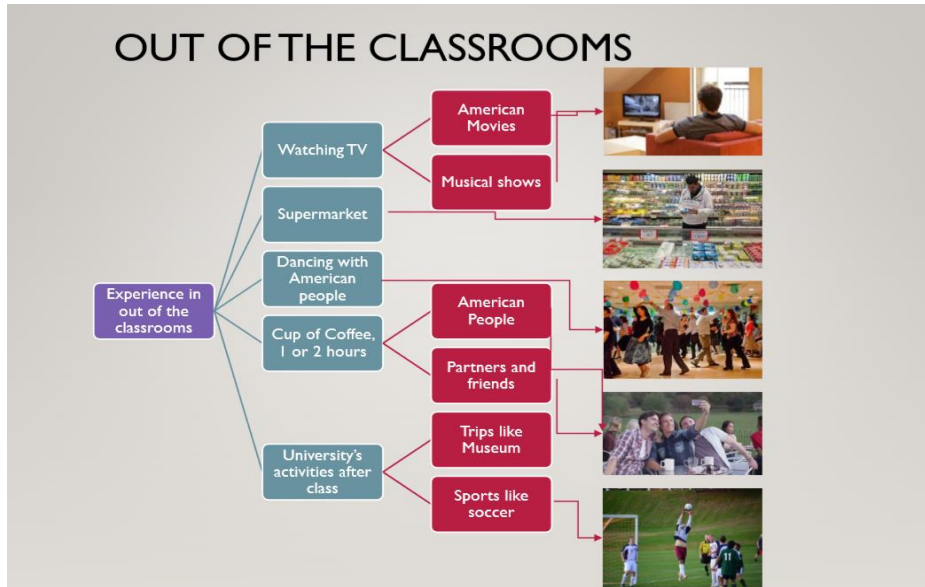 OUT OF THE CLASSROOMS
Experience in
out of the
classrooms
Watching TV
American
Movies
Musical shows
Supermarket
Dancing with
American
people
Cup of Coffee,
1 or 2 hours
American
People
Partners and
friends
University's
activities after
class
Trips like
Museum
Sports like
soccer
11